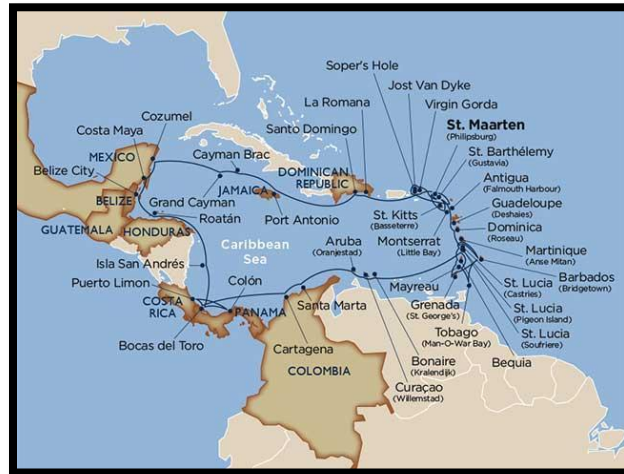 Soper's Hole
Jost Van Dyke
Virgin Gorda
La Romana
St. Maarten
(Philipsburg)
Cozumel
Costa Maya
Santo Domingo
St. Barthélemy
(Gustavia)
MEXICO
Cayman Brac
DOMINICAN
REPUBLIC
Antigua
(Falmouth Harbour)
Belize City
BELIZE
Grand Cayman
JAMAICA
Guadeloupe
(Deshaies)
Roatán
Port Antonio
St. Kitts
(Basseterre)
GUATEMALA
HONDURAS
Dominica
(Roseau)
Montserrat
(Little Bay)
Caribbean
Sea
Aruba
(Oranjestad)
Martinique
(Anse Mitan)
Isla San Andrés
Barbados
(Bridgetown)
Puerto Limon
Colón
Mayreau
St. Lucia
(Castries)
COSTA
RICA
PANAMA
Santa Marta
Grenada
(St. George's)
St. Lucia
(Pigeon Island)
Tobago
(Man-O-War Bay)
St. Lucia
(Soufriere)
Bocas del Toro
Cartagena
Bonaire
(Kralendijk)
Bequia
COLOMBIA
Curaçao
(Willemstad)